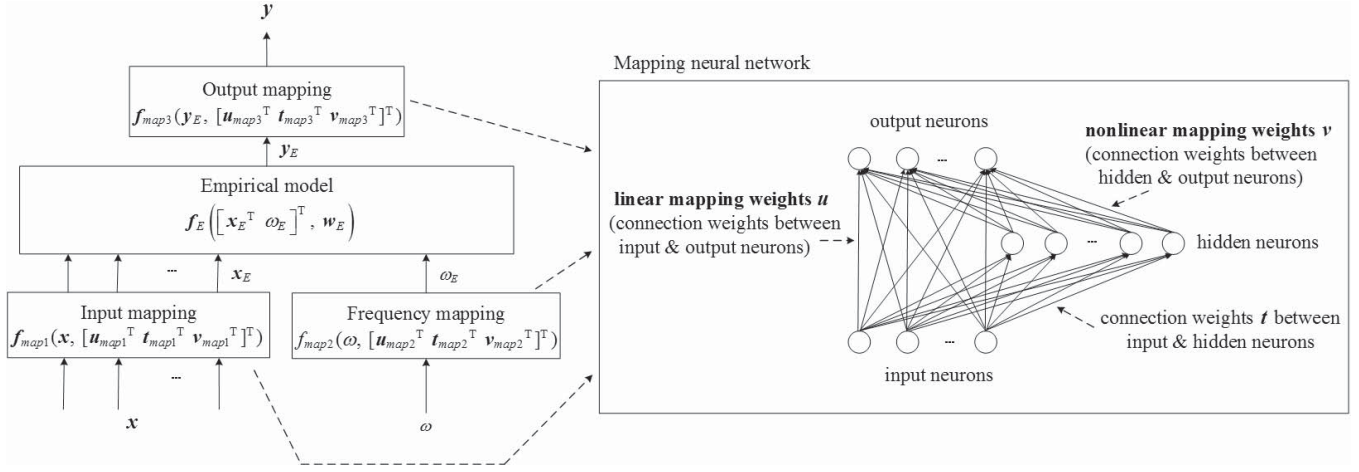 y
Output mapping
f_map3(y_E, [u_map3^T t_map3^T v_map3^T]^T)
y_E
Empirical model
f_E([x_E^T ω_E]^T, w_E)
... x_E
ω_E
Input mapping
f_map1(x, [u_map1^T t_map1^T v_map1^T]^T)
...
x
Frequency mapping
f_map2(ω, [u_map2^T t_map2^T v_map2^T]^T)
ω
Mapping neural network
output neurons
...
nonlinear mapping weights v
(connection weights between
hidden & output neurons)
linear mapping weights u
(connection weights between
input & output neurons)
...
hidden neurons
connection weights t between
input & hidden neurons
...
input neurons